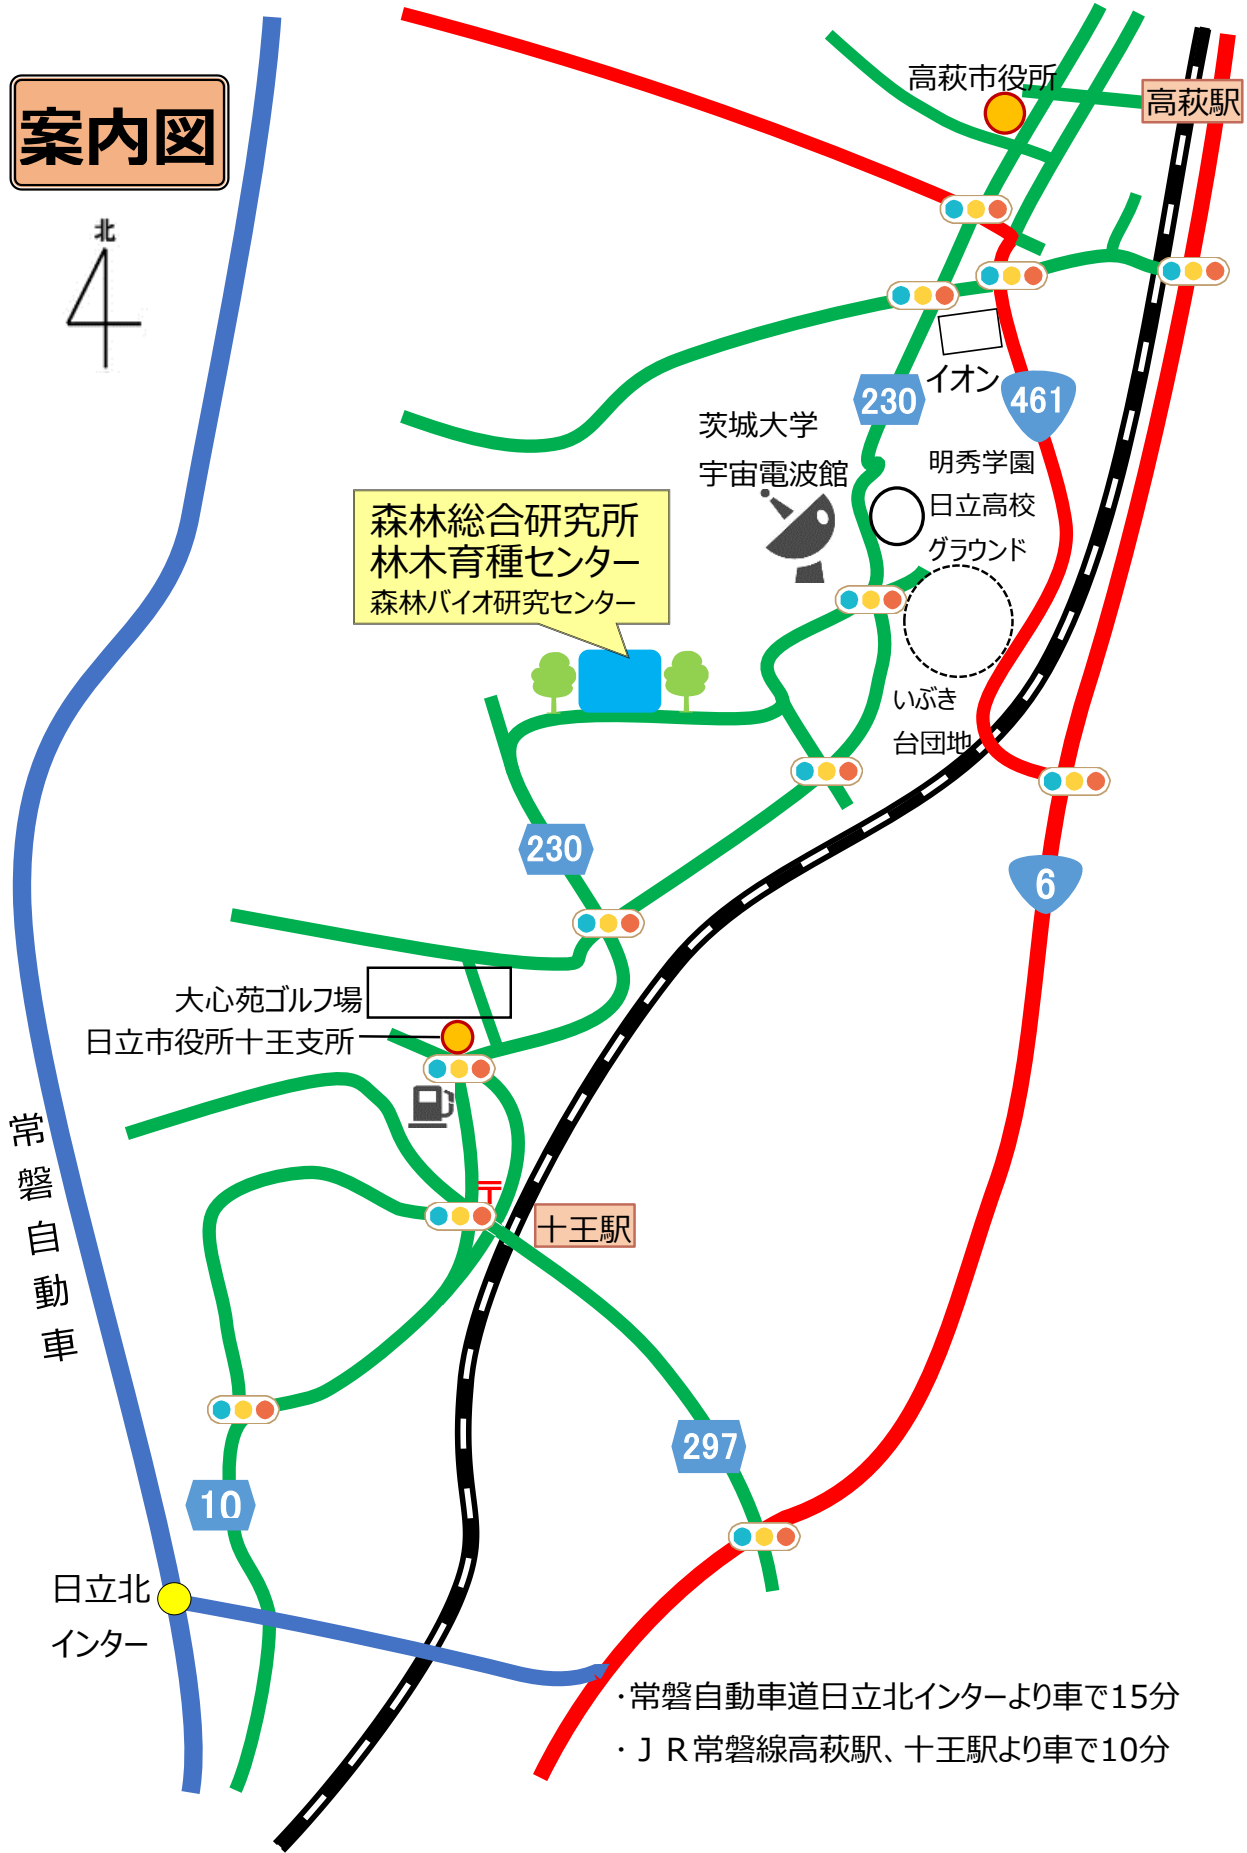 案内図
北
高萩市役所
高萩駅
230
イオン
461
茨城大学
宇宙電波館
明秀学園
日立高校
グラウンド
森林総合研究所
林木育種センター
森林バイオ研究センター
いぶき
台団地
230
6
大心苑ゴルフ場
日立市役所十王支所
常磐自動車
〒
十王駅
297
10
日立北
インター
・常磐自動車道日立北インターより車で15分
・ＪＲ常磐線高萩駅、十王駅より車で10分